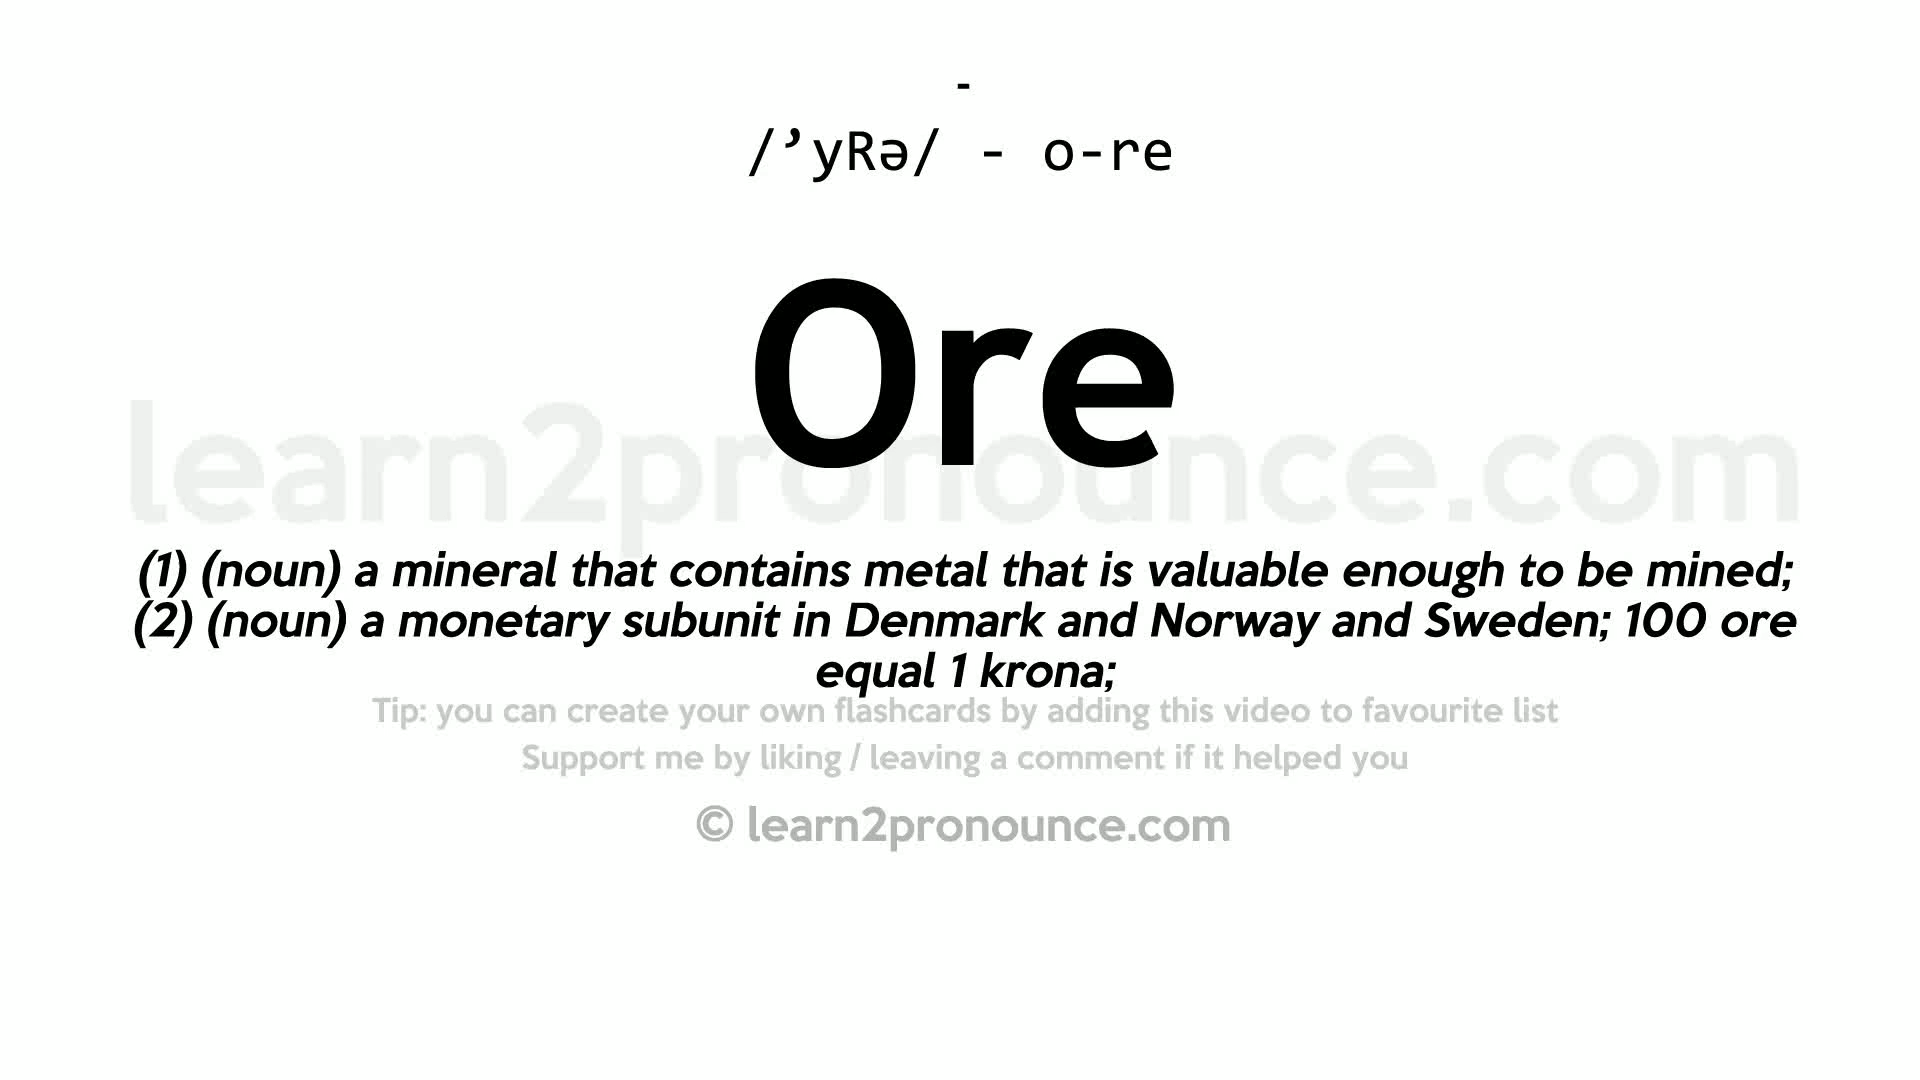 -
/’yRə/ - o-re
Ore
learn2pronounce.com
(1) (noun) a mineral that contains metal that is valuable enough to be mined;
(2) (noun) a monetary subunit in Denmark and Norway and Sweden; 100 ore
equal 1 krona;
Tip: you can create your own flashcards by adding this video to favourite list
Support me by liking / leaving a comment if it helped you
© learn2pronounce.com